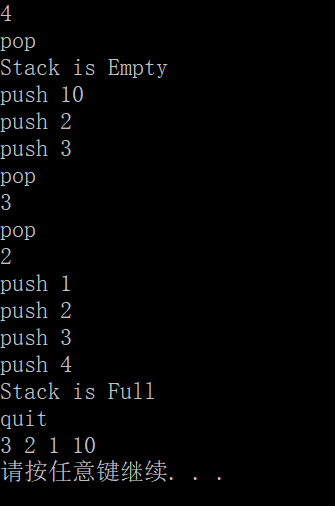 4
pop
Stack is Empty
push 10
push 2
push 3
pop
3
pop
2
push 1
push 2
push 3
push 4
Stack is Full
quit
3 2 1 10
请按任意键继续. . .